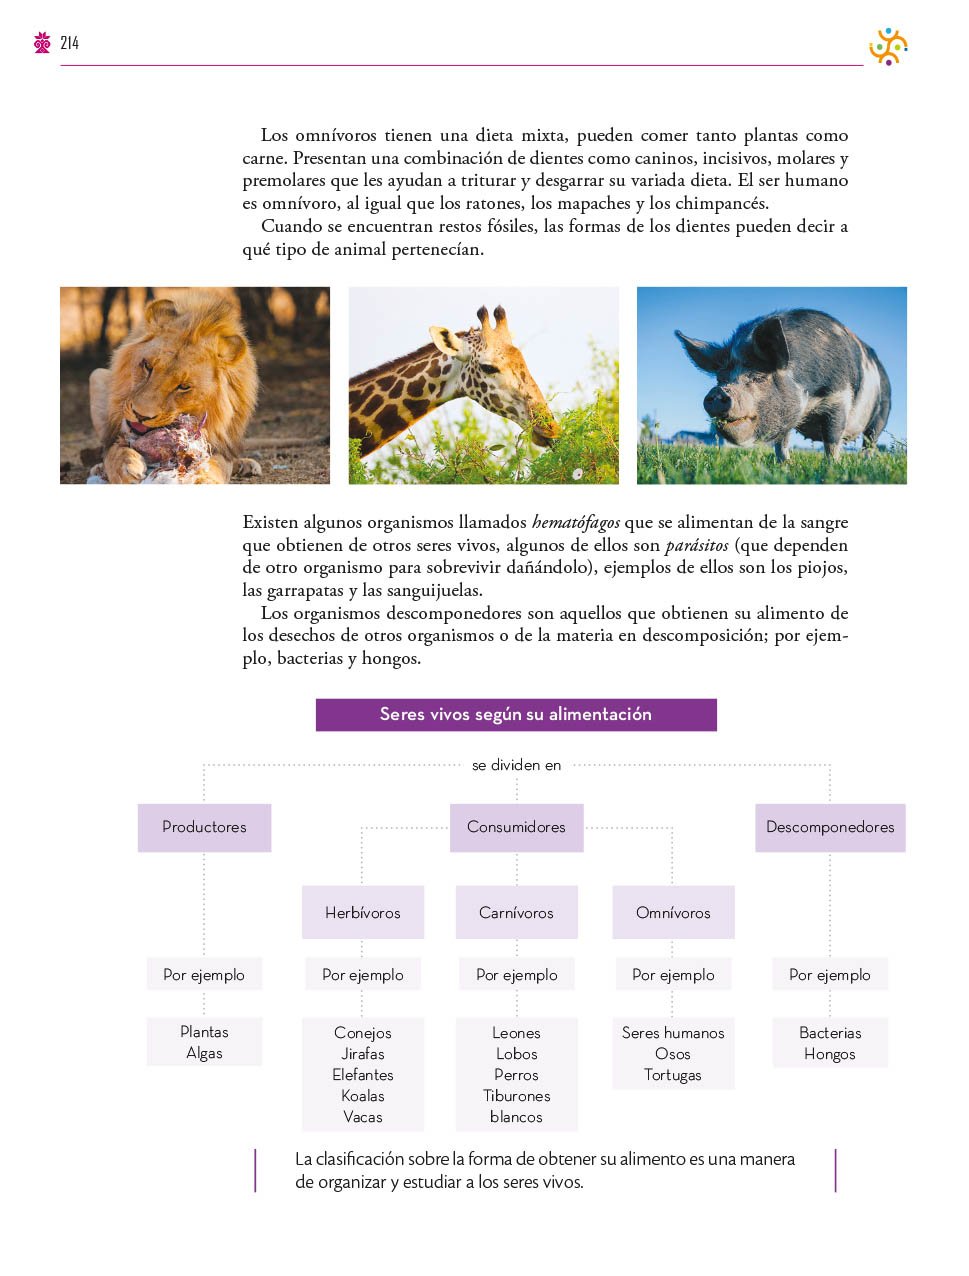 214
Los omnívoros tienen una dieta mixta, pueden comer tanto plantas como
carne. Presentan una combinación de dientes como caninos, incisivos, molares y
premolares que les ayudan a triturar y desgarrar su variada dieta. El ser humano
es omnívoro, al igual que los ratones, los mapaches y los chimpancés.
Cuando se encuentran restos fósiles, las formas de los dientes pueden decir a
qué tipo de animal pertenecían.
Existen algunos organismos llamados hematófagos que se alimentan de la sangre
que obtienen de otros seres vivos, algunos de ellos son parásitos (que dependen
de otro organismo para sobrevivir dañándolo), ejemplos de ellos son los piojos,
las garrapatas y las sanguijuelas.
Los organismos descomponedores son aquellos que obtienen su alimento de
los desechos de otros organismos o de la materia en descomposición; por ejem-
plo, bacterias y hongos.
Seres vivos según su alimentación
se dividen en
Productores
Consumidores
Descomponedores
Herbívoros
Carnívoros
Omnívoros
Por ejemplo
Por ejemplo
Por ejemplo
Por ejemplo
Por ejemplo
Plantas
Algas
Conejos
Jirafas
Elefantes
Koalas
Vacas
Leones
Lobos
Perros
Tiburones
blancos
Seres humanos
Osos
Tortugas
Bacterias
Hongos
La clasificación sobre la forma de obtener su alimento es una manera
de organizar y estudiar a los seres vivos.